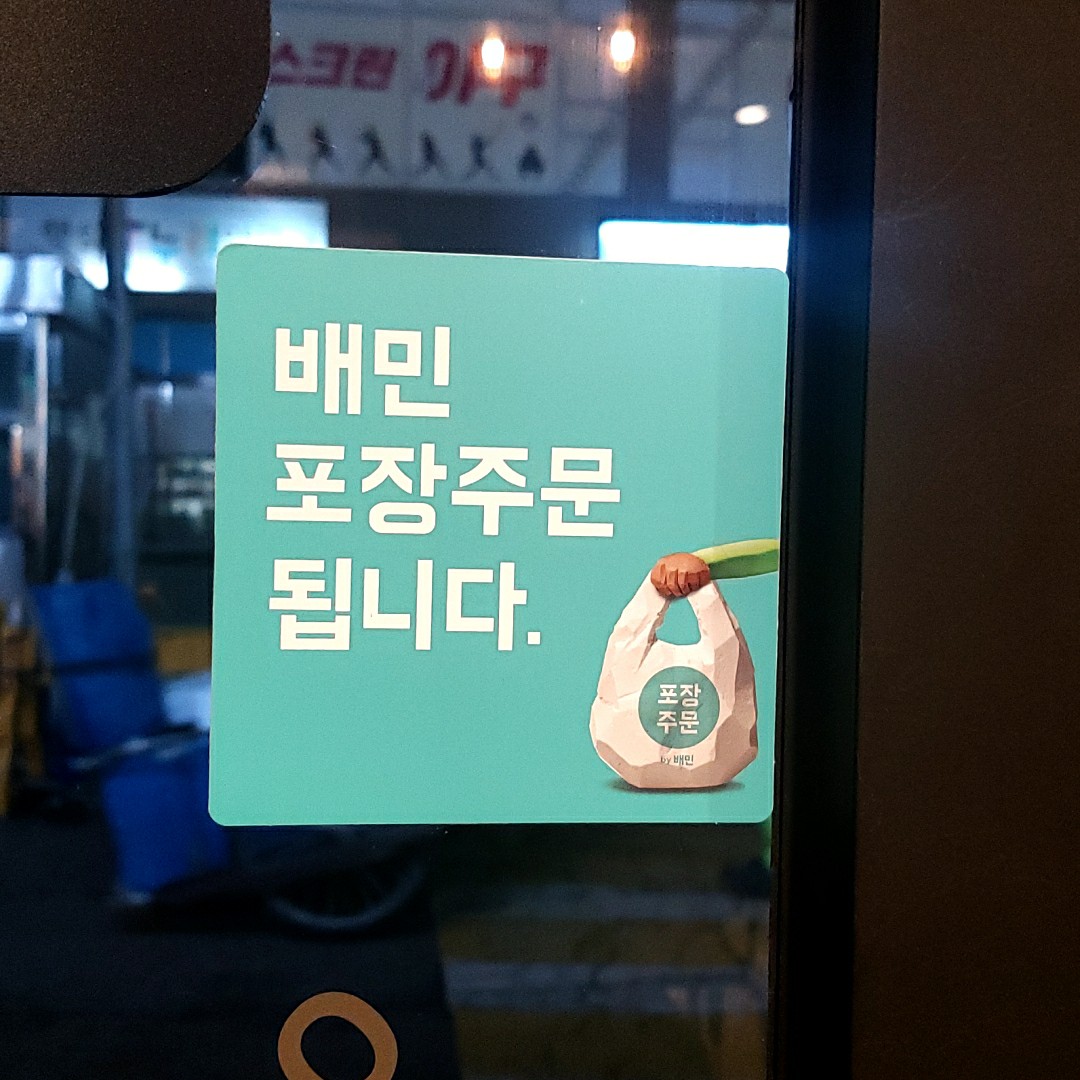 스크린 야구
배민
포장주문
됩니다.
포장
주문
by 배민